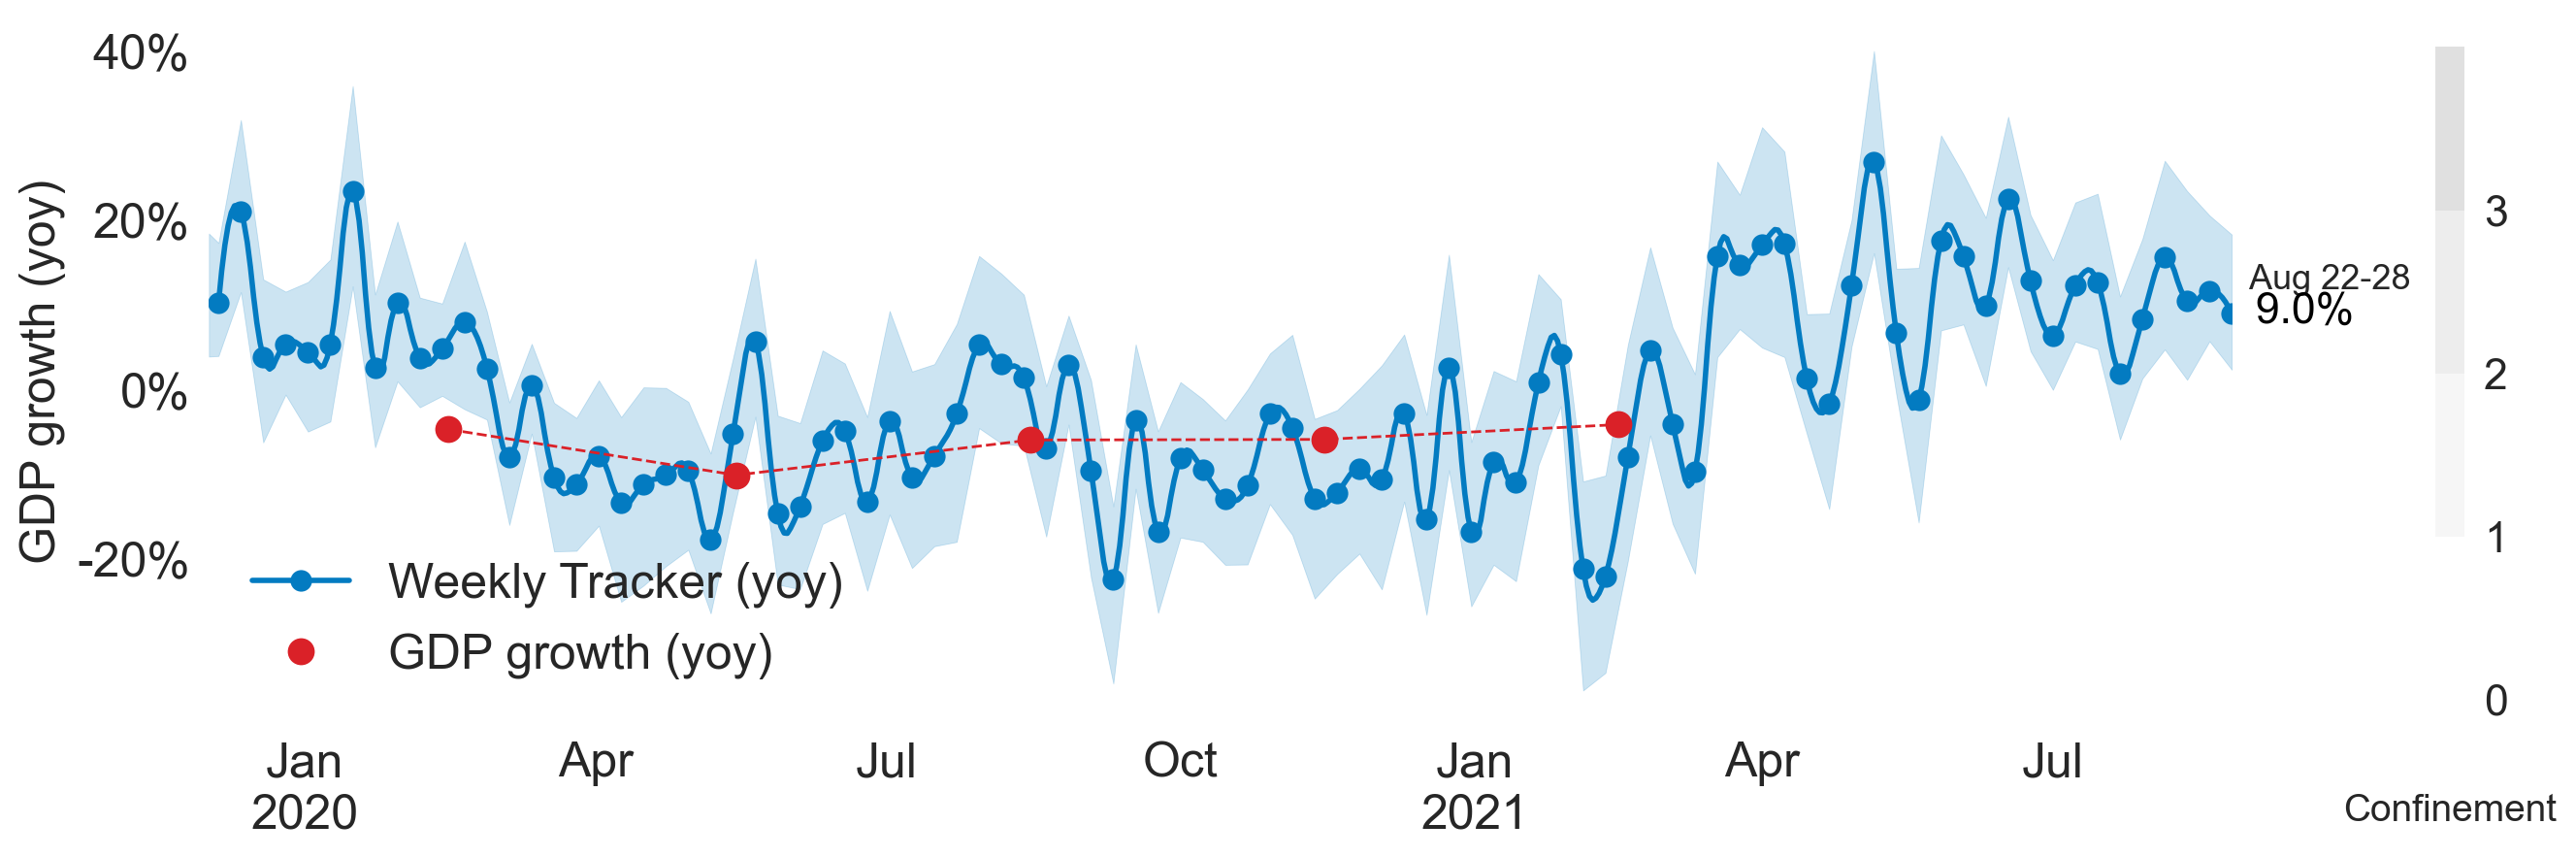 GDP growth (yoy)
40%
20%
0%
-20%
Weekly Tracker (yoy)
GDP growth (yoy)
Jan
2020
Apr
Jul
Oct
Jan
2021
Apr
Jul
Aug 22-28
9.0%
3
2
1
0
Confinement